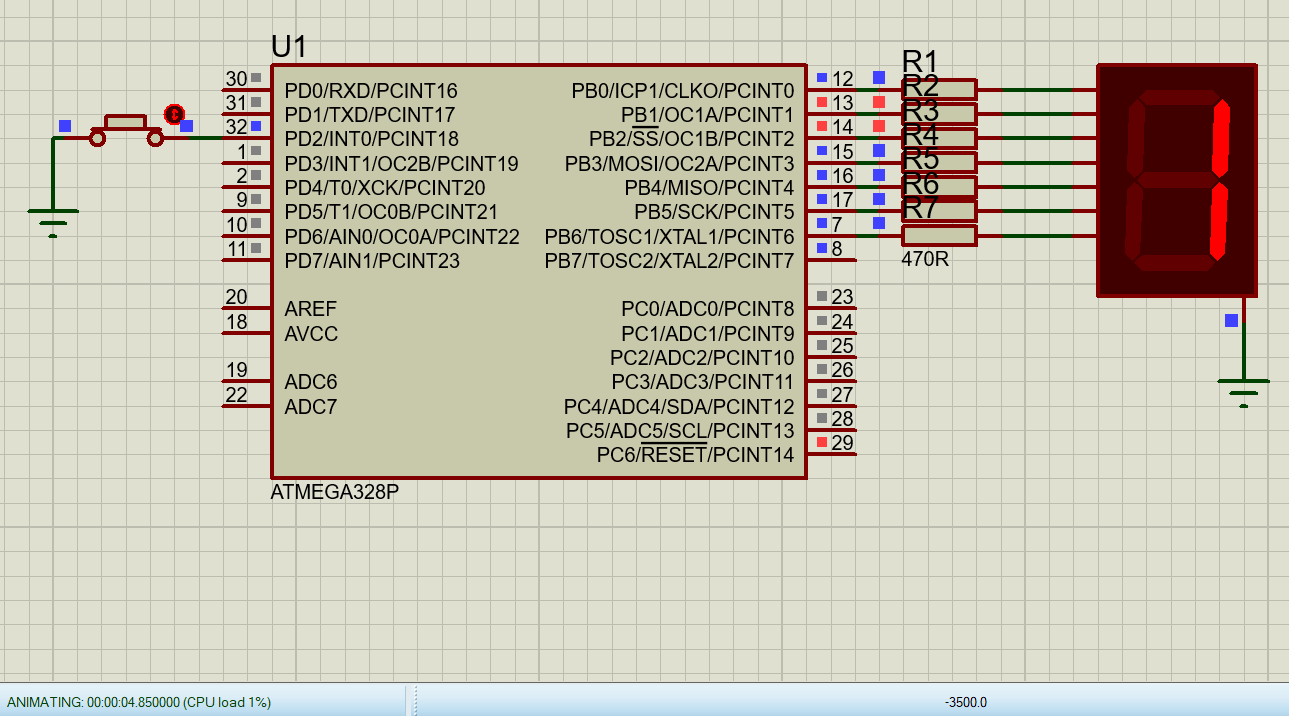 U1
30 PD0/RXD/PCINT16
31 PD1/TXD/PCINT17
32 PD2/INT0/PCINT18
1 PD3/INT1/OC2B/PCINT19
2 PD4/T0/XCK/PCINT20
9 PD5/T1/OC0B/PCINT21
10 PD6/AIN0/OC0A/PCINT22
11 PD7/AIN1/PCINT23
20 AREF
18 AVCC
19 ADC6
22 ADC7
PB0/ICP1/CLKO/PCINT0 12
PB1/OC1A/PCINT1 13
PB2/SS/OC1B/PCINT2 14
PB3/MOSI/OC2A/PCINT3 15
PB4/MISO/PCINT4 16
PB5/SCK/PCINT5 17
PB6/TOSC1/XTAL1/PCINT6 7
PB7/TOSC2/XTAL2/PCINT7 8
PC0/ADC0/PCINT8 23
PC1/ADC1/PCINT9 24
PC2/ADC2/PCINT10 25
PC3/ADC3/PCINT11 26
PC4/ADC4/SDA/PCINT12 27
PC5/ADC5/SCL/PCINT13 28
PC6/RESET/PCINT14 29
ATMEGA328P
R1
R2
R3
R4
R5
R6
R7
470R
1
ANIMATING: 00:00:04.850000 (CPU load 1%)
-3500.0